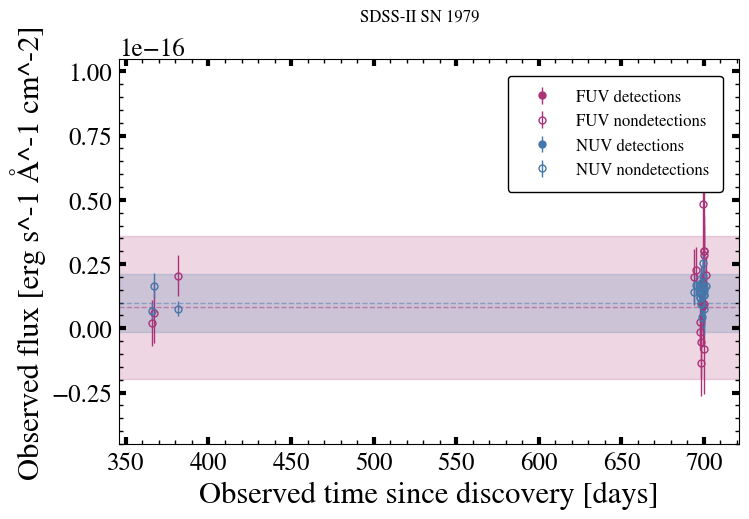 SDSS-II SN 1979
1e−16
1.00
0.75
0.50
0.25
0.00
−0.25
Observed flux [erg s^-1 Å^-1 cm^-2]
FUV detections
FUV nondetections
NUV detections
NUV nondetections
350 400 450 500 550 600 650 700
Observed time since discovery [days]